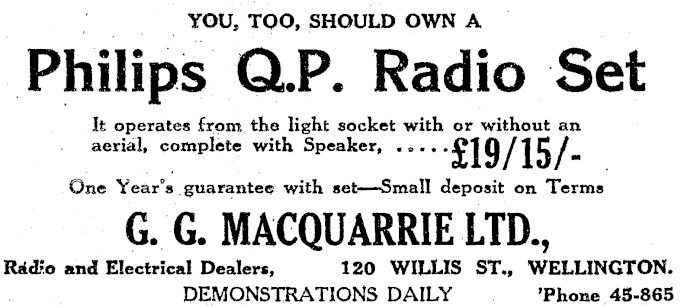 YOU, TOO, SHOULD OWN A
Philips Q.P. Radio Set
It operates from the light socket with or without an
aerial, complete with Speaker, .....£19/15/-
One Year's guarantee with set—Small deposit on Terms
G. G. MACQUARRIE LTD.,
Radio and Electrical Dealers, 120 WILLIS ST., WELLINGTON.
DEMONSTRATIONS DAILY 'Phone 45-865